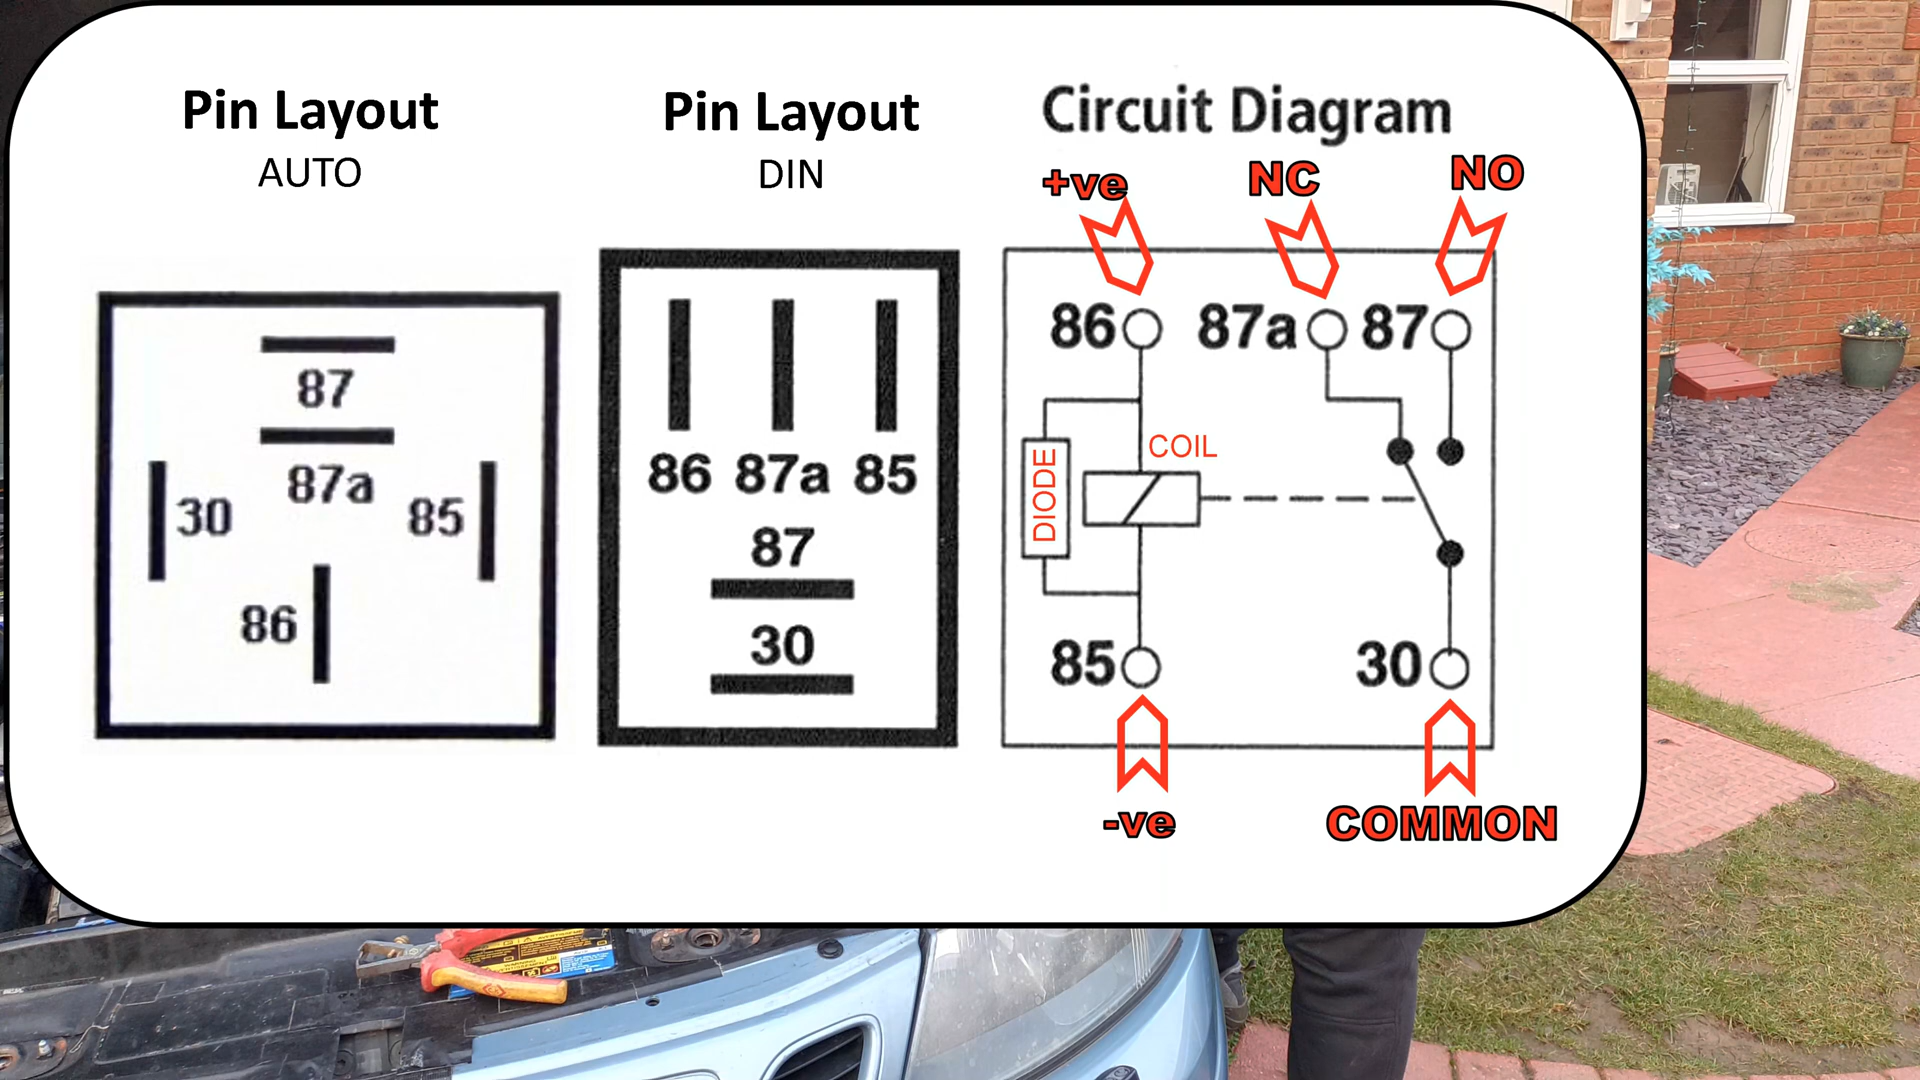 Pin Layout
AUTO
87
87a
30
85
86
Pin Layout
DIN
86 87a 85
87
30
Circuit Diagram
+ve
NC
NO
86
87a
87
COIL
DIODE
85
30
-ve
COMMON